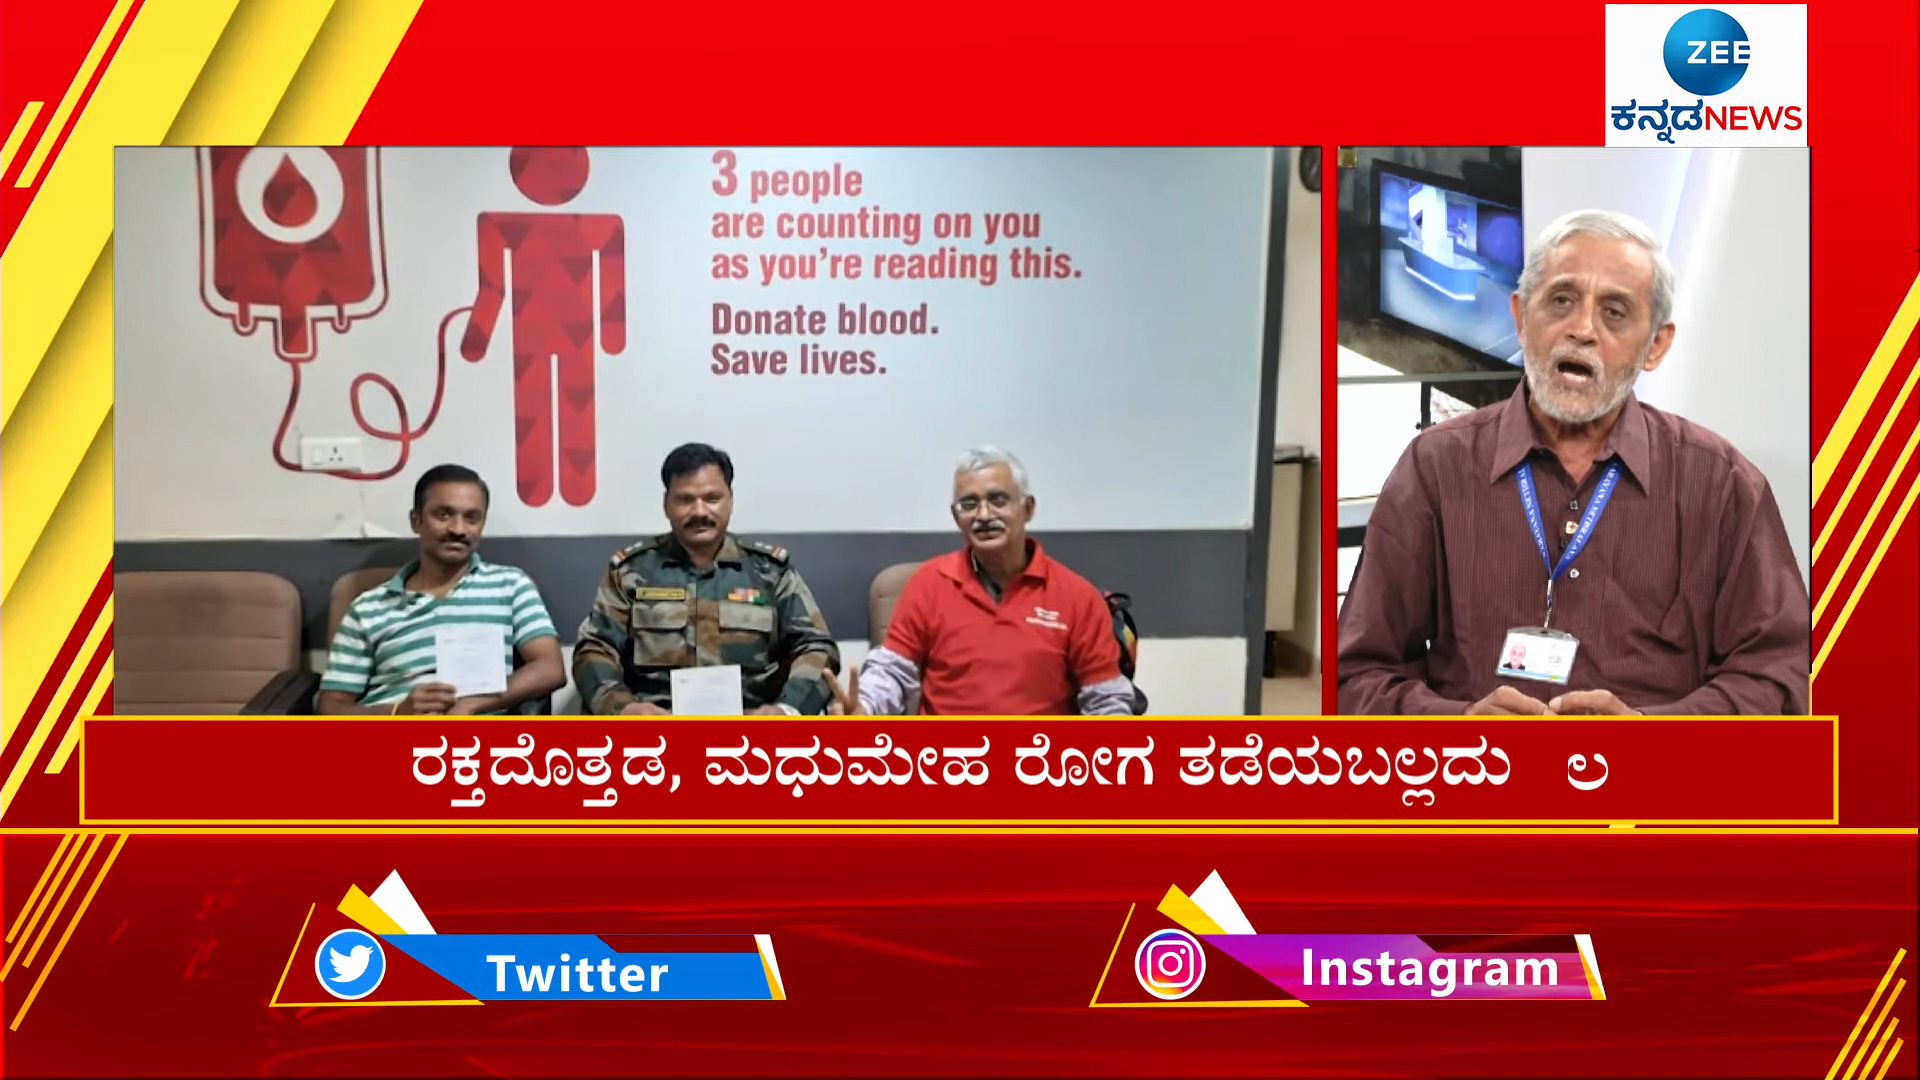 ZEE
ಕನ್ನಡNEWS
3 people
are counting on you
as you're reading this.
Donate blood.
Save lives.
ರಕ್ತದೊತ್ತಡ, ಮಧುಮೇಹ ರೋಗ ತಡೆಯಬಲ್ಲದು
Twitter
Instagram